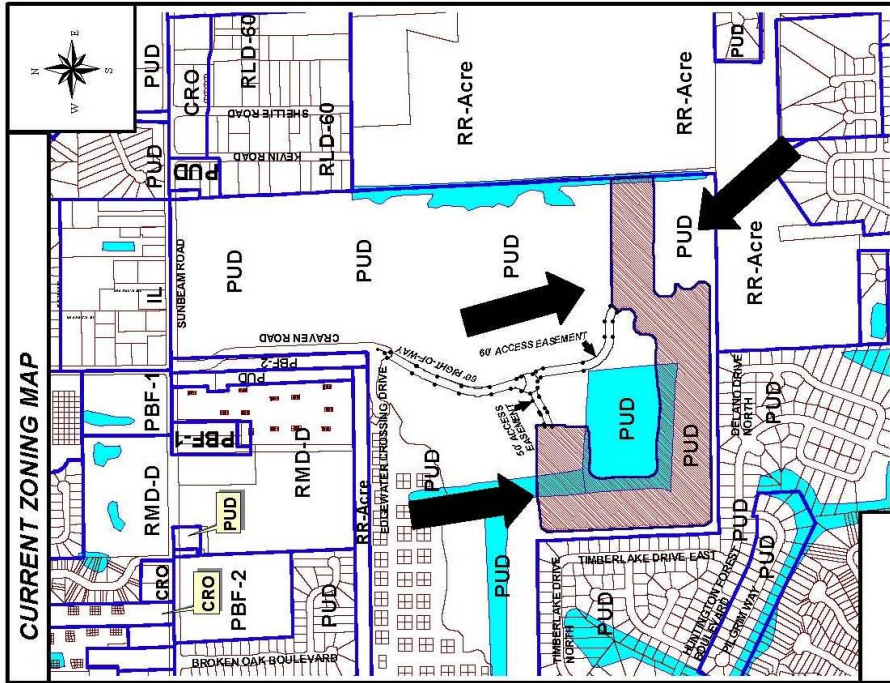 CURRENT ZONING MAP
N
E
W
S
PUD
CRO
RLD-60
SHELLIE ROAD
KEVIN ROAD
RLD-60
PUD
PUD
RR-Acre
RR-Acre
PUD
IL
SUNBEAM ROAD
PUD
PUD
PUD
PUD
RR-Acre
CRAVEN ROAD
60' RIGHT-OF-WAY
60' ACCESS EASEMENT
50' ACCESS
EASEMENT
PBF-2
PUD
PBF-1
PBF-1
RMD-D
RMD-D
PUD
RR-Acre
EDGEWATER CROSSING DRIVE
PUD
PUD
PUD
PUD
CRO
CRO
PBF-2
PUD
BROKEN OAK BOULEVARD
TIMBERLAKE DRIVE
NORTH
TIMBERLAKE DRIVE EAST
PUD
DELANO DRIVE
NORTH
PUD
PUD
HUNTINGTON FOREST
BOULEVARD
PILGRIM WAY
PUD